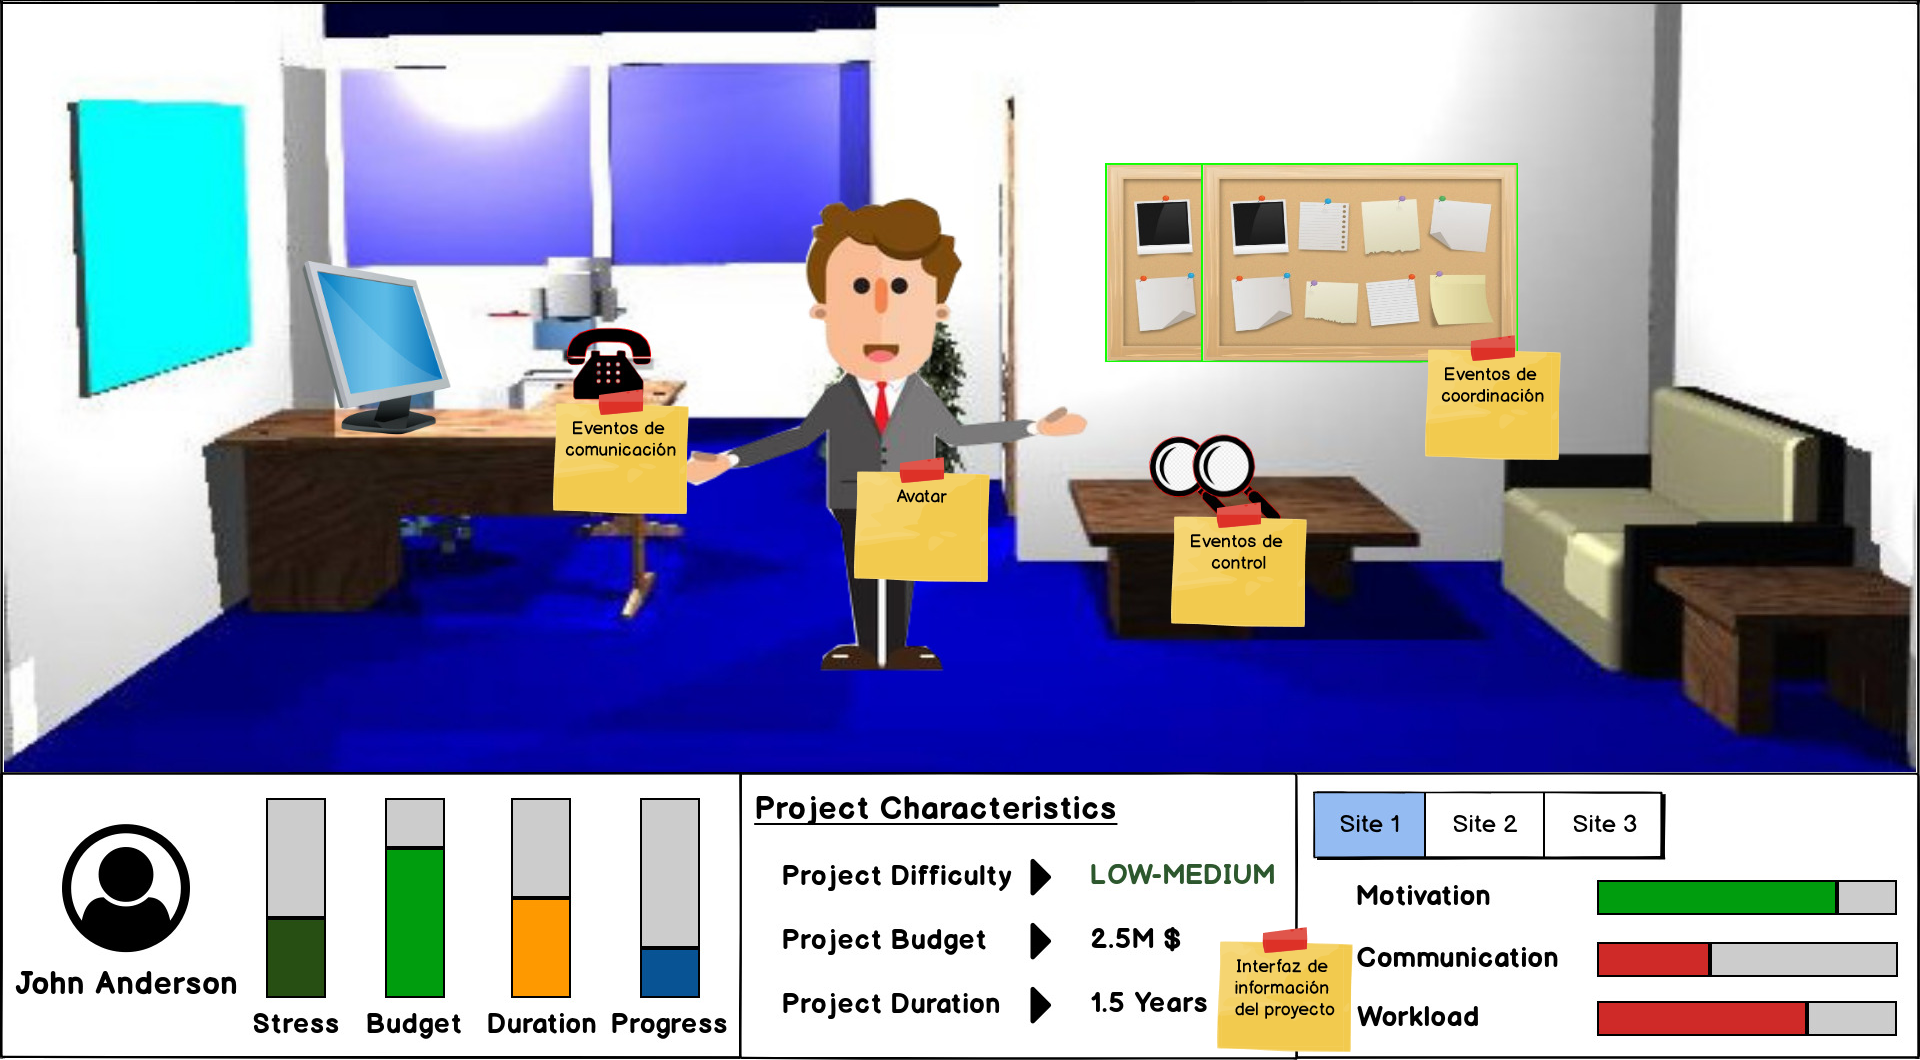 Eventos de
comunicación
Avatar
Eventos de
coordinación
Eventos de
control
John Anderson
Stress
Budget
Duration
Progress
Project Characteristics
Project Difficulty
LOW-MEDIUM
Project Budget
2.5M $
Project Duration
1.5 Years
Interfaz de
información
del proyecto
Site 1
Site 2
Site 3
Motivation
Communication
Workload